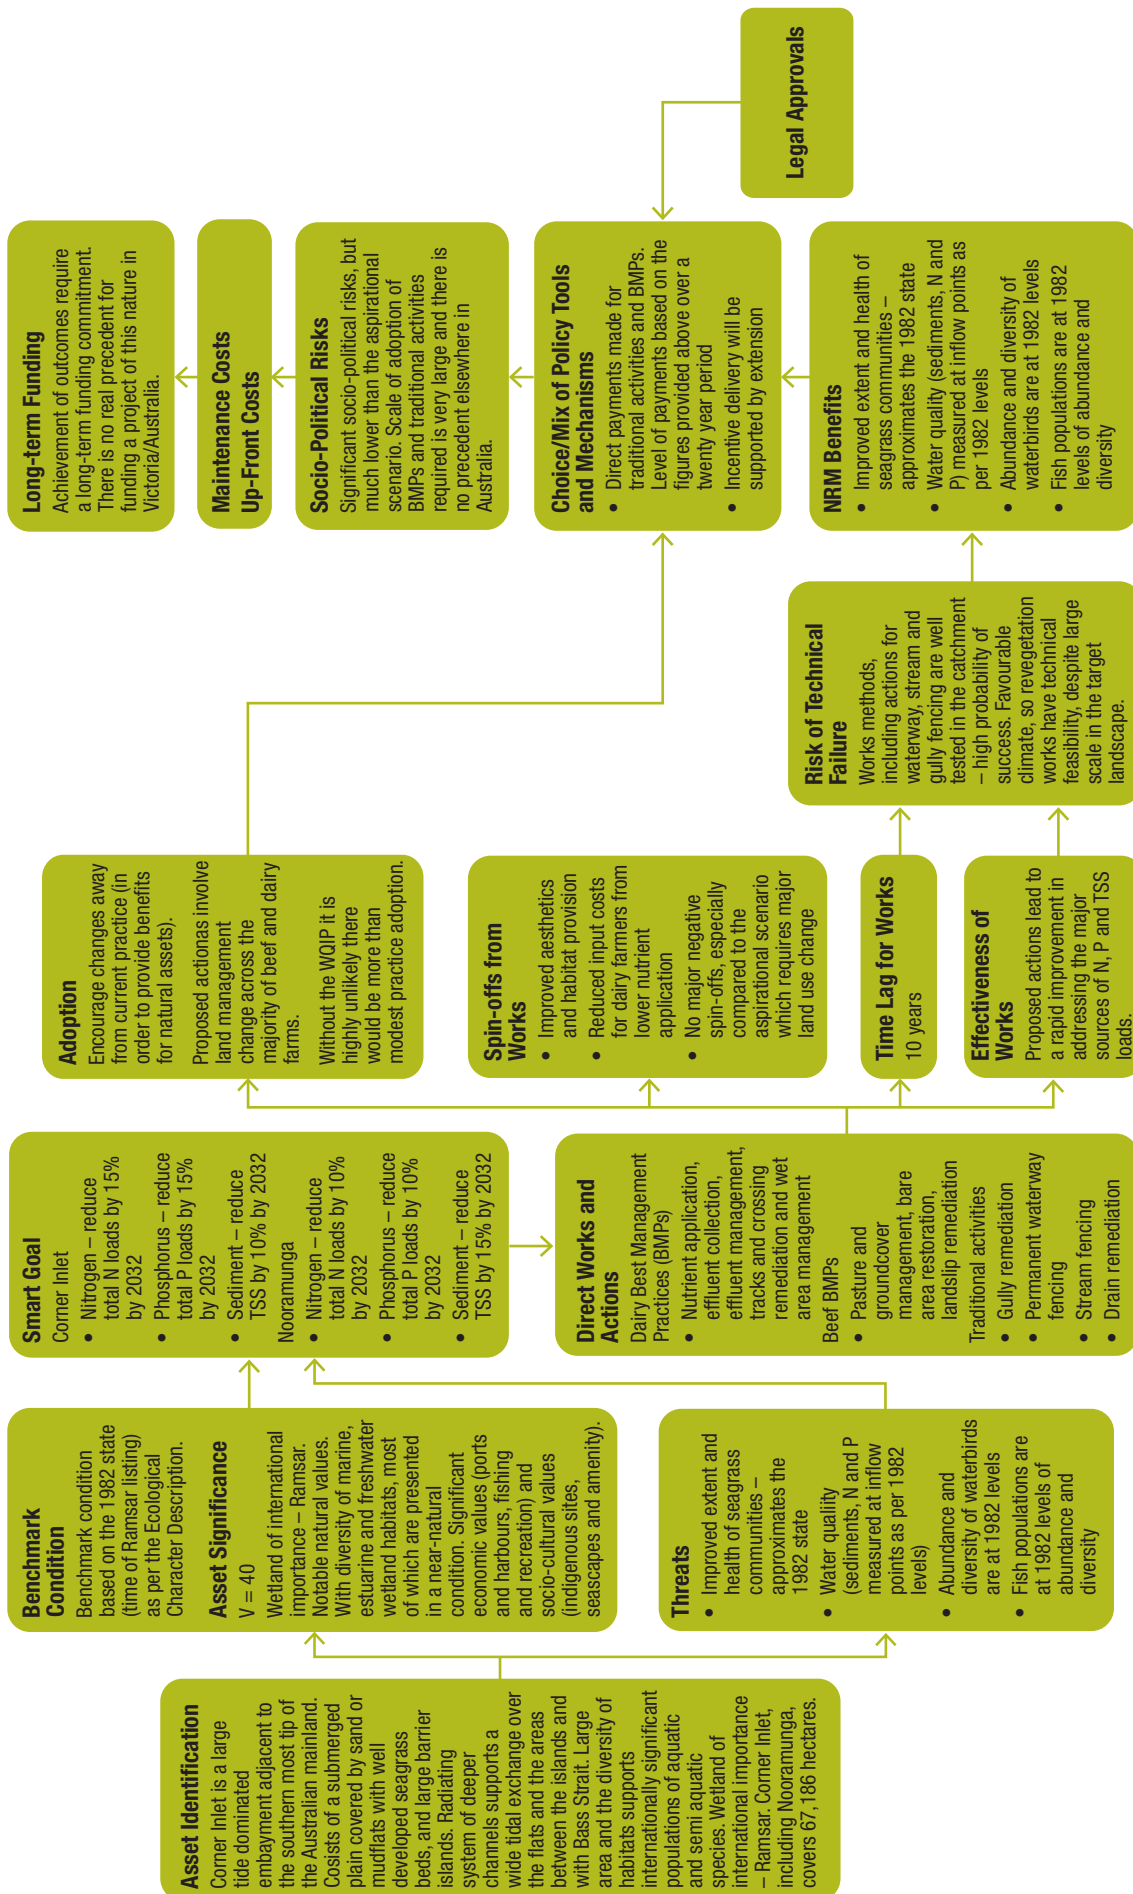 Asset Identification
Corner Inlet is a large
tide dominated
embayment adjacent to
the southern most tip of
the Australian mainland.
Cosists of a submerged
plain covered by sand or
mudflats with well
developed seagrass
beds, and large barrier
islands. Radiating
system of deeper
channels supports a
wide tidal exchange over
the flats and the areas
between the islands and
with Bass Strait. Large
area and the diversity of
habitats supports
internationally significant
populations of aquatic
and semi aquatic
species. Wetland of
international importance
– Ramsar. Corner Inlet,
including Nooramunga,
covers 67,186 hectares.
Benchmark
Condition
Benchmark condition
based on the 1982 state
(time of Ramsar listing)
as per the Ecological
Character Description.
Asset Significance
V = 40
Wetland of international
importance – Ramsar.
Notable natural values.
With diversity of marine,
estuarine and freshwater
wetland habitats, most
of which are presented
in a near-natural
condition. Significant
economic values (ports
and harbours, fishing
and recreation) and
socio-cultural values
(indigenous sites,
seascapes and amenity).
Threats
• Improved extent and
health of seagrass
communities –
approximates the
1982 state
• Water quality
(sediments, N and P
measured at inflow
points as per 1982
levels)
• Abundance and
diversity of waterbirds
are at 1982 levels
• Fish populations are
at 1982 levels of
abundance and
diversity
Smart Goal
Corner Inlet
• Nitrogen – reduce
total N loads by 15%
by 2032
• Phosphorus – reduce
total P loads by 15%
by 2032
• Sediment – reduce
TSS by 10% by 2032
Nooramunga
• Nitrogen – reduce
total N loads by 10%
by 2032
• Phosphorus – reduce
total P loads by 10%
by 2032
• Sediment – reduce
TSS by 15% by 2032
Direct Works and
Actions
Dairy Best Management
Practices (BMPs)
• Nutrient application,
effluent collection,
effluent management,
tracks and crossing
remediation and wet
area management
Beef BMPs
• Pasture and
groundcover
management, bare
area restoration,
landslip remediation
Traditional activities
• Gully remediation
• Permanent waterway
fencing
• Stream fencing
• Drain remediation
Adoption
Encourage changes away
from current practice (in
order to provide benefits
for natural assets).
Proposed actionas involve
land management
change across the
majority of beef and dairy
farms.
Without the WQIP it is
highly unlikely there
would be more than
modest practice adoption.
Spin-offs from
Works
• Improved aesthetics
and habitat provision
• Reduced input costs
for dairy farmers from
lower nutrient
application
• No major negative
spin-offs, especially
compared to the
aspirational scenario
which requires major
land use change
Time Lag for Works
10 years
Effectiveness of
Works
Proposed actions lead to
a rapid improvement in
addressing the major
sources of N, P and TSS
loads.
Risk of Technical
Failure
Works methods,
including actions for
waterway, stream and
gully fencing are well
tested in the catchment
– high probability of
success. Favourable
climate, so revegetation
works have technical
feasibility, despite large
scale in the target
landscape.
Long-term Funding
Achievement of outcomes require
a long-term funding commitment.
There is no real precedent for
funding a project of this nature in
Victoria/Australia.
Maintenance Costs
Up-Front Costs
Socio-Political Risks
Significant socio-political risks, but
much lower than the aspirational
scenario. Scale of adoption of
BMPs and traditional activities
required is very large and there is
no precedent elsewhere in
Australia.
Choice/Mix of Policy Tools
and Mechanisms
• Direct payments made for
traditional activities and BMPs.
Level of payments based on the
figures provided above over a
twenty year period
• Incentive delivery will be
supported by extension
NRM Benefits
• Improved extent and health of
seagrass communities –
approximates the 1982 state
• Water quality (sediments, N and
P) measured at inflow points as
per 1982 levels
• Abundance and diversity of
waterbirds are at 1982 levels
• Fish populations are at 1982
levels of abundance and
diversity
Legal Approvals